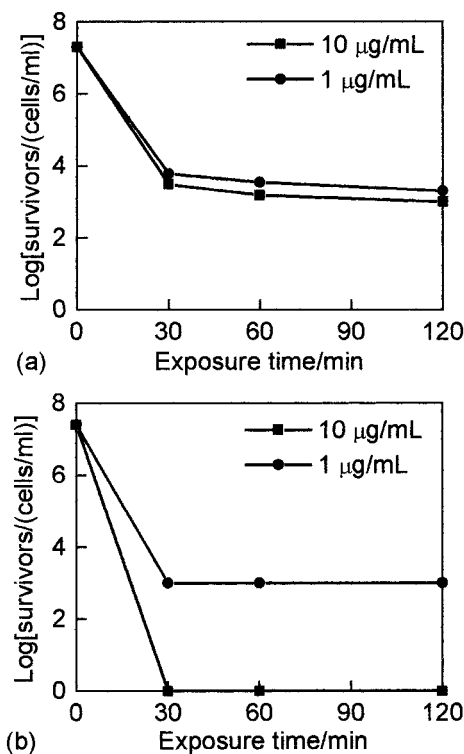 8
6
4
2
0
Log[survivors/(cells/ml)]
10 µg/mL
1 µg/mL
0 30 60 90 120
(a) Exposure time/min
8
6
4
2
0
Log[survivors/(cells/ml)]
10 µg/mL
1 µg/mL
0 30 60 90 120
(b) Exposure time/min